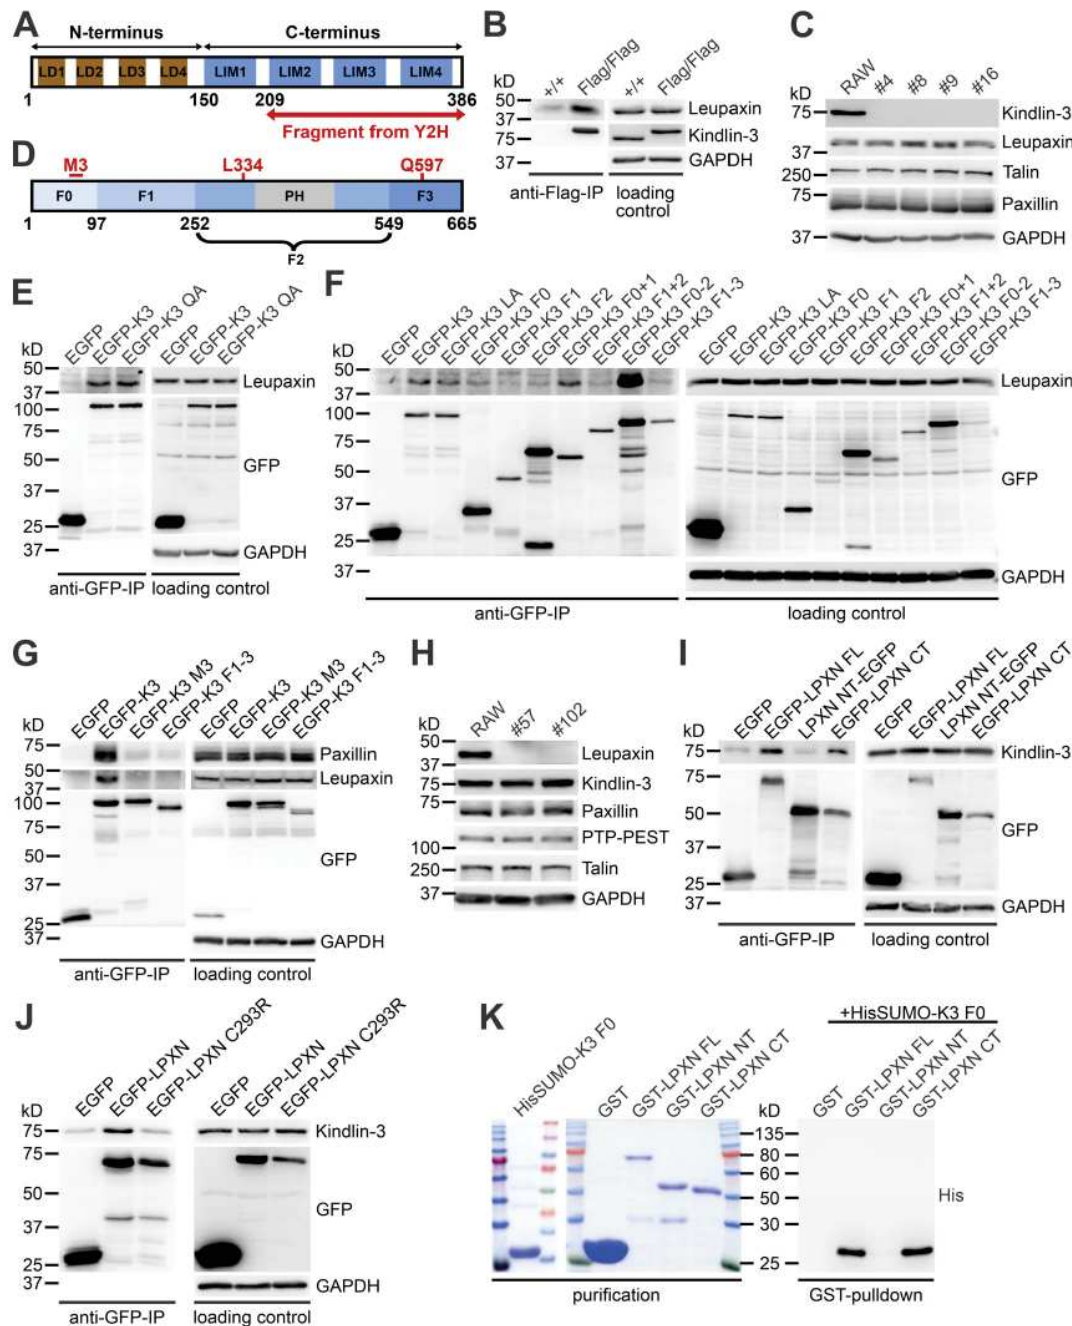 A
N-terminus C-terminus
LD1 LD2 LD3 LD4 LIM1 LIM2 LIM3 LIM4
1 150 209 386
Fragment from Y2H
B
+/+ Flag/Flag +/+ Flag/Flag
kD
50 Leupaxin
37
75 Kindlin-3
37 GAPDH
anti-Flag-IP loading control
C
RAW #4 #8 #9 #16
kD
75 Kindlin-3
50 Leupaxin
37
250 Talin
75 Paxillin
50
37 GAPDH
D
M3 L334 Q597
F0 F1 PH F3
1 97 252 549 665
F2
E
EGFP EGFP-K3 EGFP-K3 QA EGFP EGFP-K3 EGFP-K3 QA
kD
50 Leupaxin
37
100
75
50 GFP
37
25
37 GAPDH
anti-GFP-IP loading control
F
EGFP EGFP-K3 EGFP-K3 LA EGFP-K3 F0 EGFP-K3 F1 EGFP-K3 F2 EGFP-K3 F0+1 EGFP-K3 F1+2 EGFP-K3 F0-2 EGFP-K3 F1-3
EGFP EGFP-K3 EGFP-K3 LA EGFP-K3 F0 EGFP-K3 F1 EGFP-K3 F2 EGFP-K3 F0+1 EGFP-K3 F1+2 EGFP-K3 F0-2 EGFP-K3 F1-3
kD
50 Leupaxin
37
100
75
50 GFP
37
25
37 GAPDH
anti-GFP-IP loading control
G
EGFP EGFP-K3 EGFP-K3 M3 EGFP-K3 F1-3 EGFP EGFP-K3 EGFP-K3 M3 EGFP-K3 F1-3
kD
75 Paxillin
50 Leupaxin
37
100
75
50 GFP
37
25
37 GAPDH
anti-GFP-IP loading control
H
RAW #57 #102
kD
50 Leupaxin
37
75 Kindlin-3
75 Paxillin
PTP-PEST
100
250 Talin
37 GAPDH
I
EGFP EGFP-LPXN FL LPXN NT-EGFP EGFP-LPXN CT EGFP EGFP-LPXN FL LPXN NT-EGFP EGFP-LPXN CT
kD
75 Kindlin-3
75
50 GFP
37
25
37 GAPDH
anti-GFP-IP loading control
J
EGFP EGFP-LPXN EGFP-LPXN C293R EGFP EGFP-LPXN EGFP-LPXN C293R
kD
75 Kindlin-3
75
50 GFP
37
25
37 GAPDH
anti-GFP-IP loading control
K
+HisSUMO-K3 F0
HisSUMO-K3 F0 GST GST-LPXN FL GST-LPXN NT GST-LPXN CT GST GST-LPXN FL GST-LPXN NT GST-LPXN CT
kD
135
80
60
50 His
30
25
purification GST-pulldown